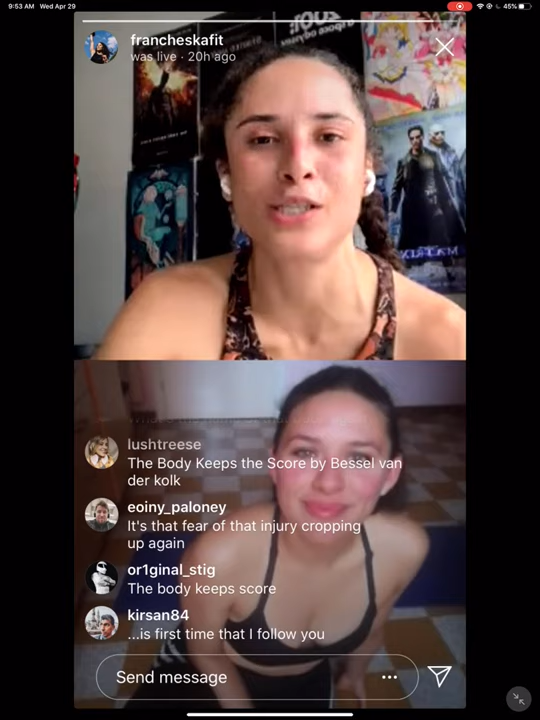 9:53 AM Wed Apr 29
45%
francheskafit
was live · 20h ago
lushtreese
The Body Keeps the Score by Bessel van
der kolk
eoiny_paloney
It's that fear of that injury cropping
up again
or1ginal_stig
The body keeps score
kirsan84
...is first time that I follow you
Send message